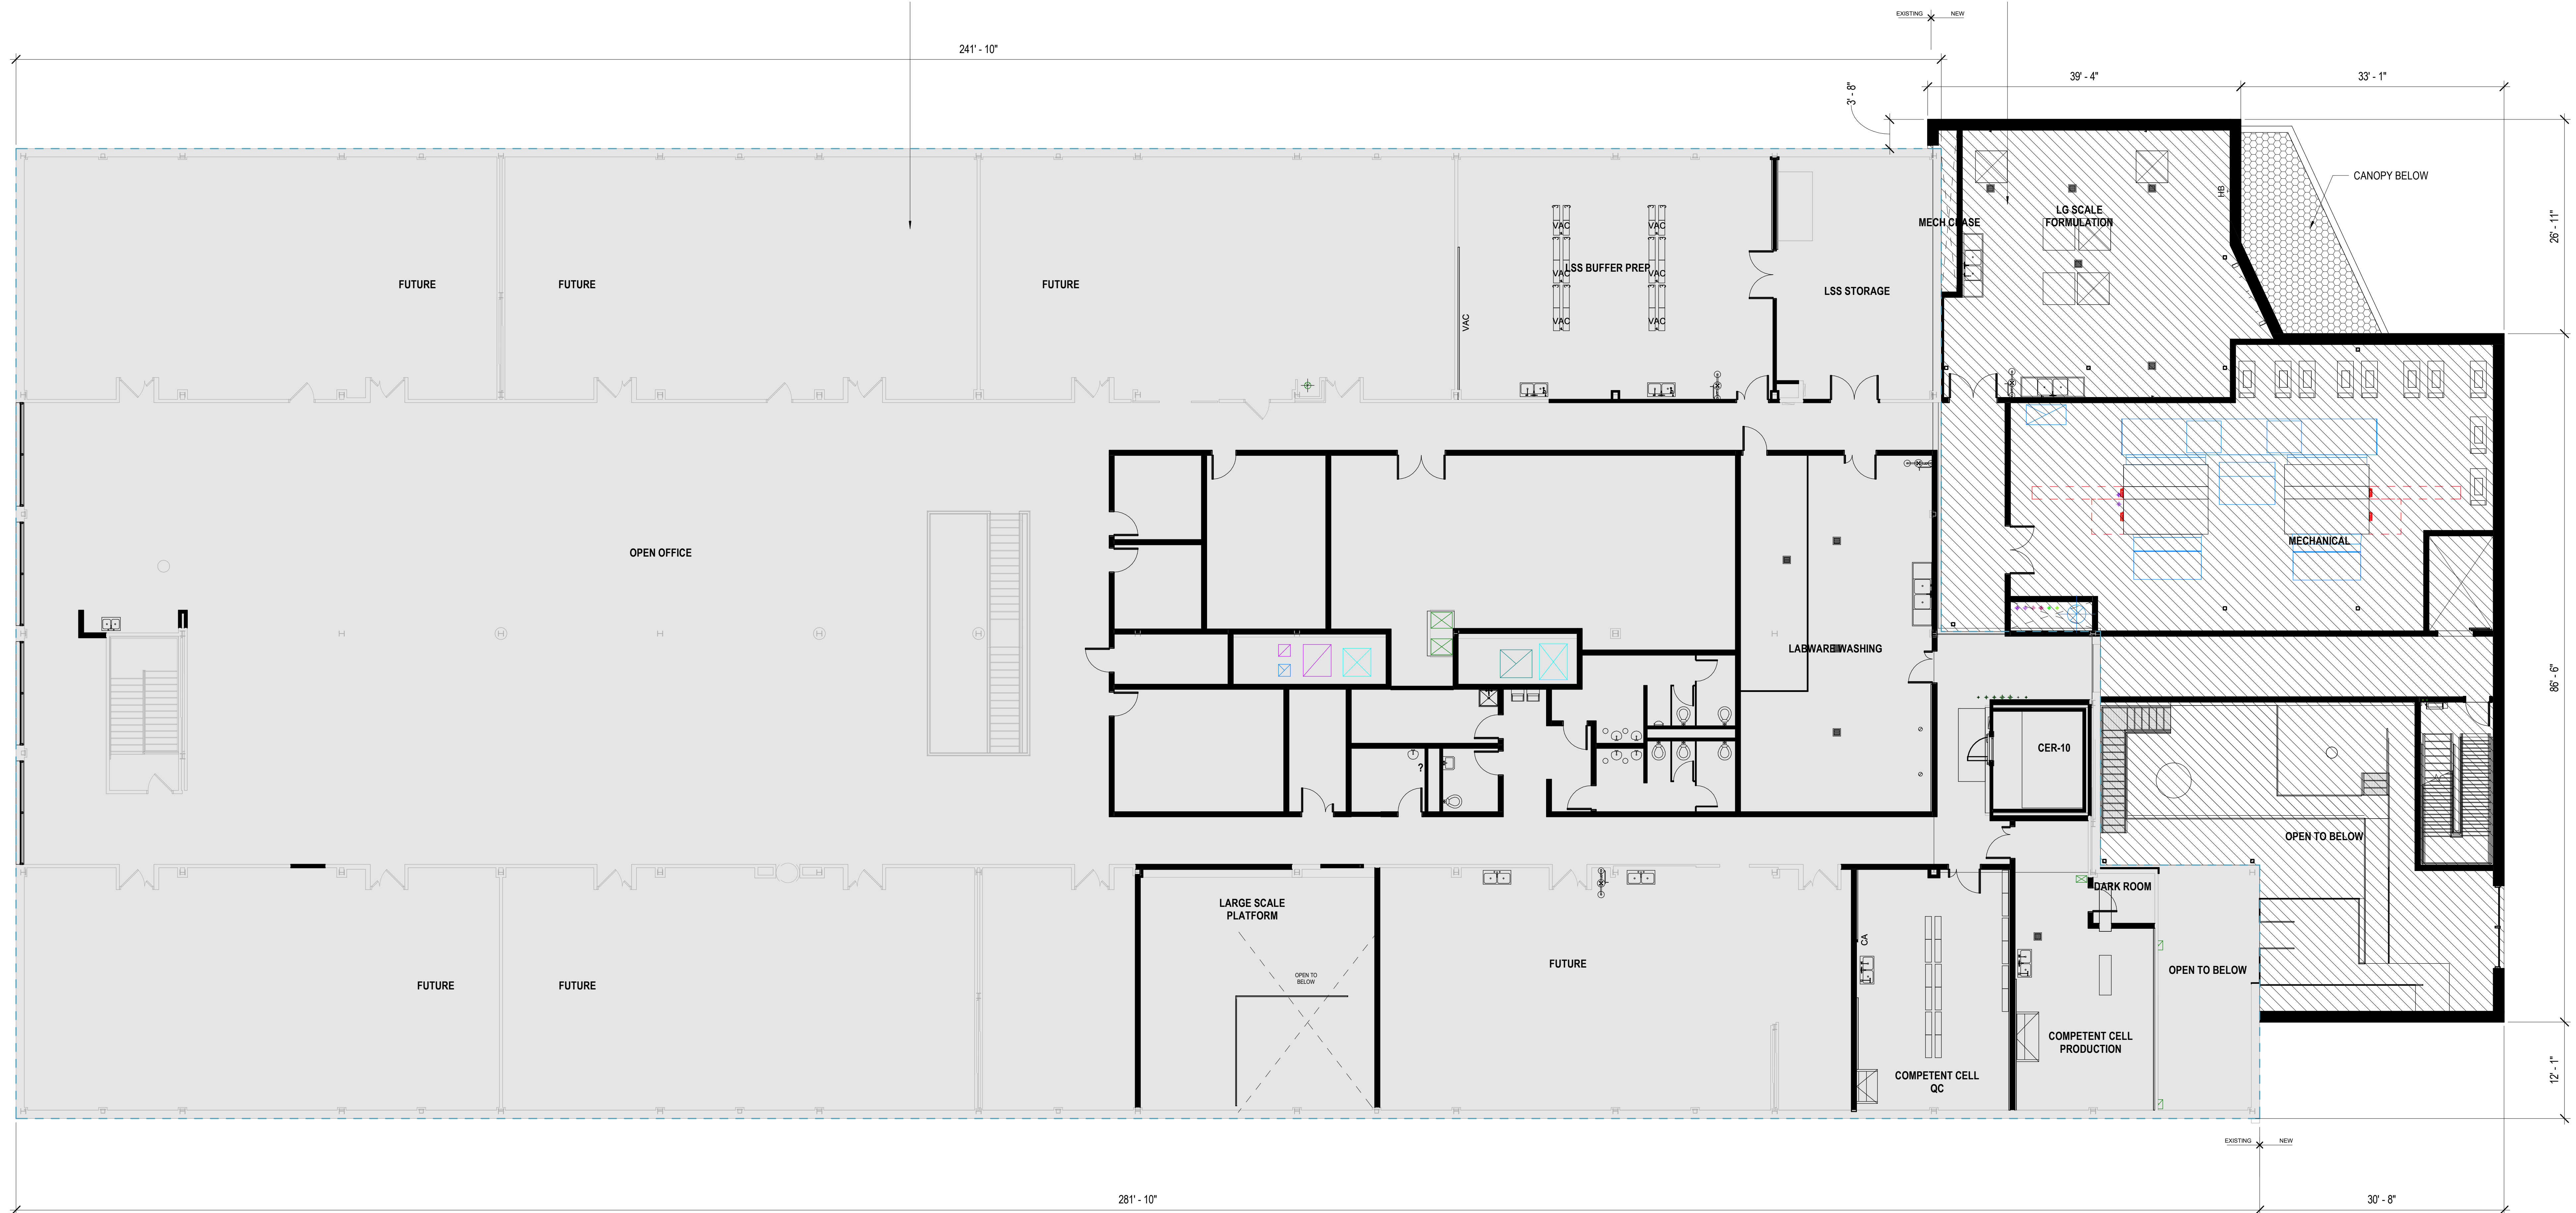 EXISTING NEW
241' - 10"
39' - 4"
33' - 1"
3' - 8"
CANOPY BELOW
HB
26' - 11"
MECH CHASE
LG SCALE
FORMULATION
VAC VAC
LSS BUFFER PREP
VAC VAC
FUTURE
FUTURE
FUTURE
LSS STORAGE
VAC
VAC VAC
OPEN OFFICE
MECHANICAL
LABWARE WASHING
86' - 6"
CER-10
?
OPEN TO BELOW
DARK ROOM
LARGE SCALE
PLATFORM
CA
FUTURE
OPEN TO BELOW
OPEN TO
BELOW
FUTURE
FUTURE
COMPETENT CELL
PRODUCTION
COMPETENT CELL
QC
12' - 1"
EXISTING NEW
281' - 10"
30' - 8"